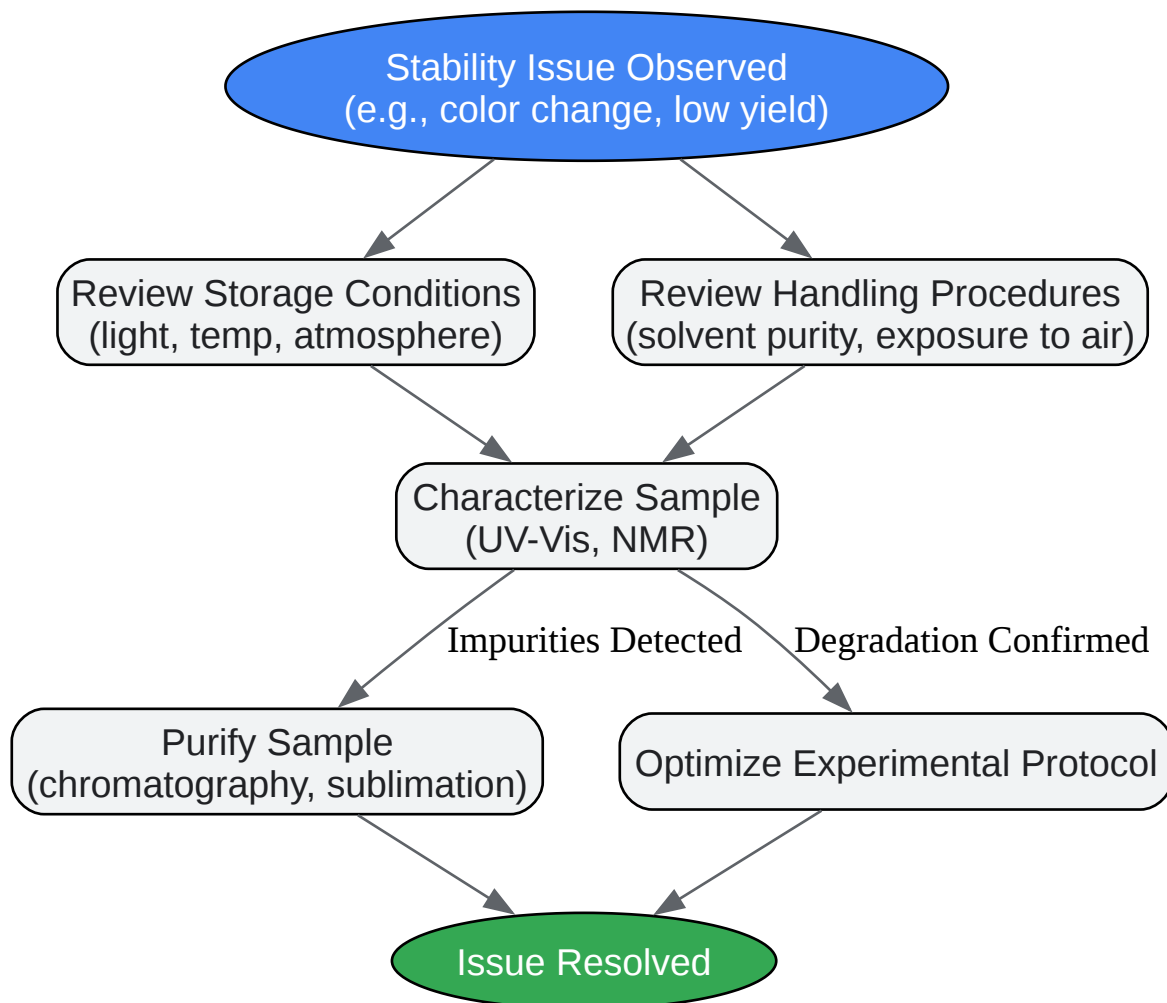 Stability Issue Observed
(e.g., color change, low yield)
Review Storage Conditions
(light, temp, atmosphere)
Review Handling Procedures
(solvent purity, exposure to air)
Characterize Sample
(UV-Vis, NMR)
Impurities Detected
Degradation Confirmed
Purify Sample
(chromatography, sublimation)
Optimize Experimental Protocol
Issue Resolved